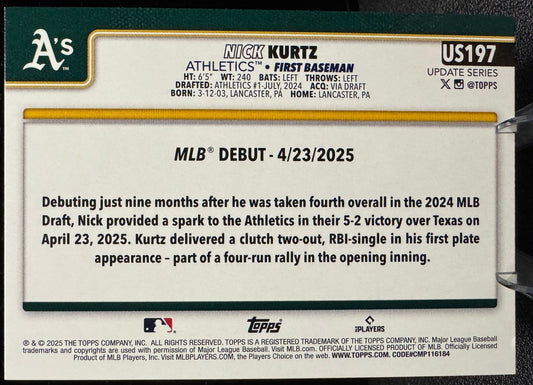 A's™
NICK KURTZ
ATHLETICS™ • FIRST BASEMAN
HT: 6'5" WT: 240 BATS: LEFT THROWS: LEFT
DRAFTED: ATHLETICS #1-JULY, 2024 ACQ: VIA DRAFT
BORN: 3-12-03, LANCASTER, PA HOME: LANCASTER, PA
US197
UPDATE SERIES
X @TOPPS
MLB® DEBUT - 4/23/2025
Debuting just nine months after he was taken fourth overall in the 2024 MLB
Draft, Nick provided a spark to the Athletics in their 5-2 victory over Texas on
April 23, 2025. Kurtz delivered a clutch two-out, RBI-single in his first plate
appearance – part of a four-run rally in the opening inning.
topps
PLAYERS
® & © 2025 THE TOPPS COMPANY, INC. ALL RIGHTS RESERVED. TOPPS IS A REGISTERED TRADEMARK OF THE TOPPS COMPANY, INC. Major League Baseball
trademarks and copyrights are used with permission of Major League Baseball. Visit MLB.com. OFFICIALLY LICENSED PRODUCT OF MLB. Officially Licensed
Product of MLB Players, Inc. Visit MLBPLAYERS.com, the Players Choice on the web. WWW.TOPPS.COM. CODE#CMP116184